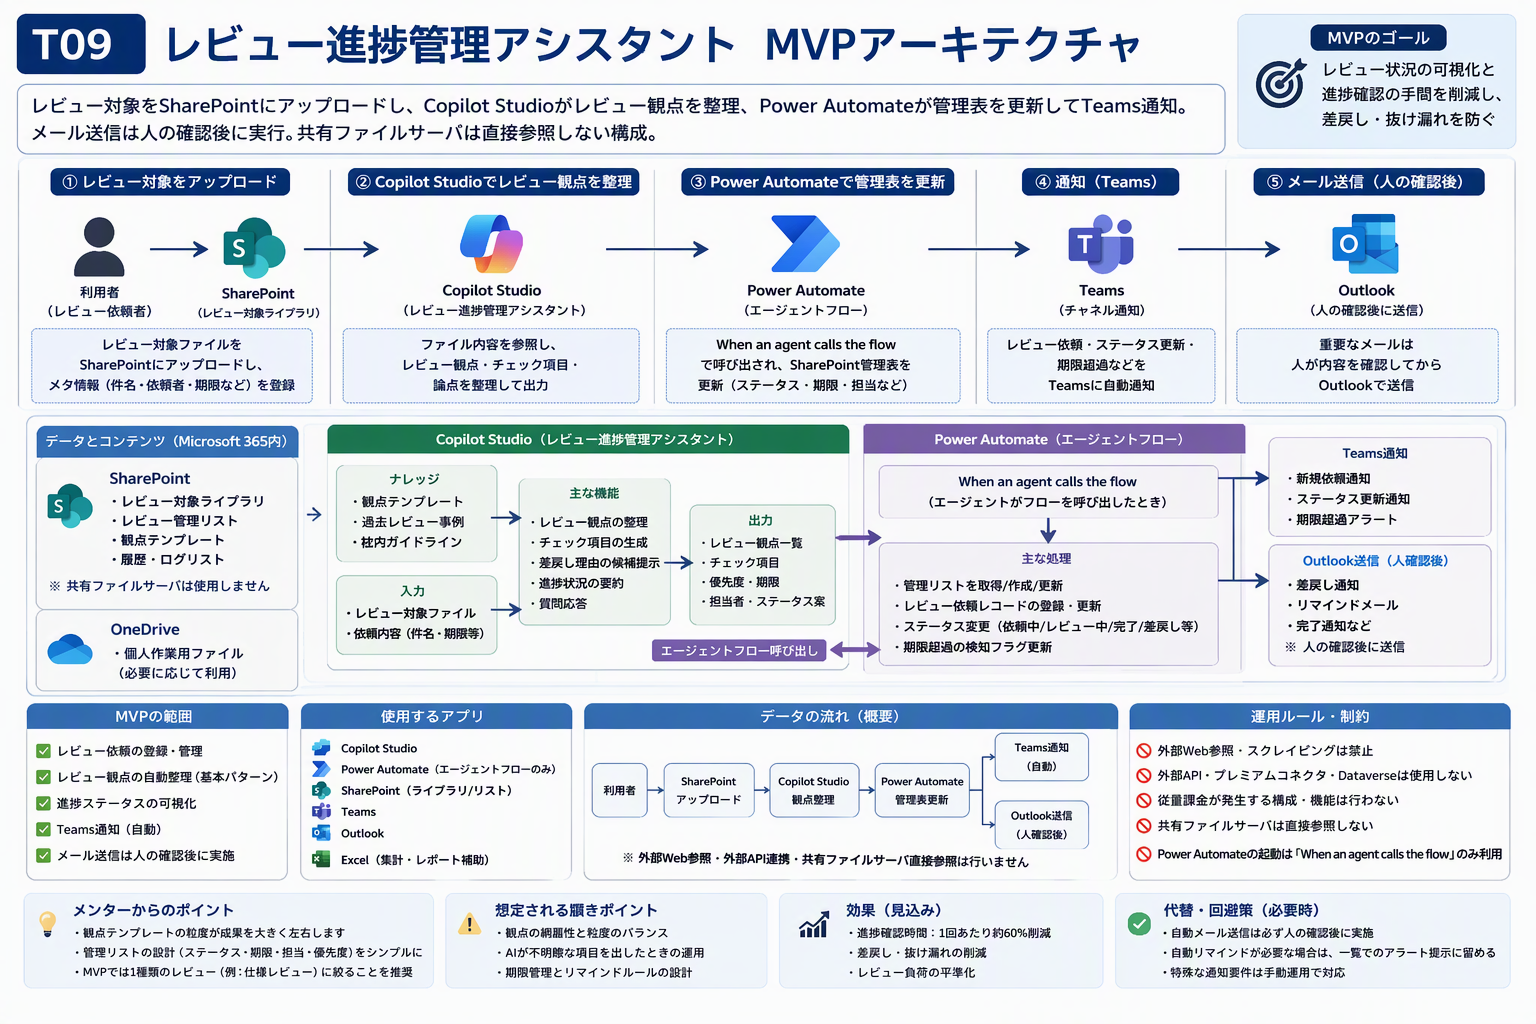 T09
レビュー進捗管理アシスタント MVPアーキテクチャ
MVPのゴール
レビュー状況の可視化と
進捗確認の手間を削減し、
差戻し・抜け漏れを防ぐ
レビュー対象をSharePointにアップロードし、Copilot Studioがレビュー観点を整理、Power Automateが管理表を更新してTeams通知。
メール送信は人の確認後に実行。共有ファイルサーバは直接参照しない構成。
① レビュー対象をアップロード
利用者
(レビュー依頼者)
SharePoint
(レビュー対象ライブラリ)
レビュー対象ファイルを
SharePointにアップロードし、
メタ情報(件名・依頼者・期限など)を登録
② Copilot Studioでレビュー観点を整理
Copilot Studio
(レビュー進捗管理アシスタント)
ファイル内容を参照し、
レビュー観点・チェック項目・
論点を整理して出力
③ Power Automateで管理表を更新
Power Automate
(エージェントフロー)
When an agent calls the flow
で呼び出され、SharePoint管理表を
更新(ステータス・期限・担当など)
④ 通知(Teams)
Teams
(チャネル通知)
レビュー依頼・ステータス更新・
期限超過などを
Teamsに自動通知
⑤ メール送信(人の確認後)
Outlook
(人の確認後に送信)
重要なメールは
人が内容を確認してから
Outlookで送信
データとコンテンツ(Microsoft 365内)
SharePoint
・レビュー対象ライブラリ
・レビュー管理リスト
・観点テンプレート
・履歴・ログリスト
※ 共有ファイルサーバは使用しません
OneDrive
・個人作業用ファイル
(必要に応じて利用)
Copilot Studio(レビュー進捗管理アシスタント)
ナレッジ
・観点テンプレート
・過去レビュー事例
・社内ガイドライン
入力
・レビュー対象ファイル
・依頼内容(件名・期限等)
主な機能
・レビュー観点の整理
・チェック項目の生成
・差戻し理由の候補提示
・進捗状況の要約
・質問応答
出力
・レビュー観点一覧
・チェック項目
・優先度・期限
・担当者・ステータス案
エージェントフロー呼び出し
Power Automate(エージェントフロー)
When an agent calls the flow
(エージェントがフローを呼び出したとき)
主な処理
・管理リストを取得/作成/更新
・レビュー依頼レコードの登録・更新
・ステータス変更(依頼中/レビュー中/完了/差戻し等)
・期限超過の検知フラグ更新
Teams通知
・新規依頼通知
・ステータス更新通知
・期限超過アラート
Outlook送信(人確認後)
・差戻し通知
・リマインドメール
・完了通知など
※ 人の確認後に送信
MVPの範囲
レビュー依頼の登録・管理
レビュー観点の自動整理(基本パターン)
進捗ステータスの可視化
Teams通知(自動)
メール送信は人の確認後に実施
使用するアプリ
Copilot Studio
Power Automate(エージェントフローのみ)
SharePoint(ライブラリ/リスト)
Teams
Outlook
Excel(集計・レポート補助)
データの流れ(概要)
利用者
SharePoint
アップロード
Copilot Studio
観点整理
Power Automate
管理表更新
Teams通知
(自動)
Outlook送信
(人確認後)
※ 外部Web参照・外部API連携・共有ファイルサーバ直接参照は行いません
運用ルール・制約
外部Web参照・スクレイピングは禁止
外部API・プレミアムコネクタ・Dataverseは使用しない
従量課金が発生する構成・機能は行わない
共有ファイルサーバは直接参照しない
Power Automateの起動は「When an agent calls the flow」のみ利用
メンターからのポイント
・観点テンプレートの粒度が成果を大きく左右します
・管理リストの設計(ステータス・期限・担当・優先度)をシンプルに
・MVPでは1種類のレビュー(例:仕様レビュー)に絞ることを推奨
想定されるきポイント
・観点の網性と粒度のバランス
・AIが不明な項目を出したときの運用
・期限管理とリマインドルールの設計
効果(見込み)
・進捗確認時間:1回あたり約60%削減
・差戻し・抜け漏れの削減
・レビュー負荷の平準化
代替・回避策(必要時)
・自動メール送信は必ず人の確認後に実施
・自動リマインドが必要な場合は、一覧でのアラート提示に留める
・特殊な通知要件は手動運用で対応